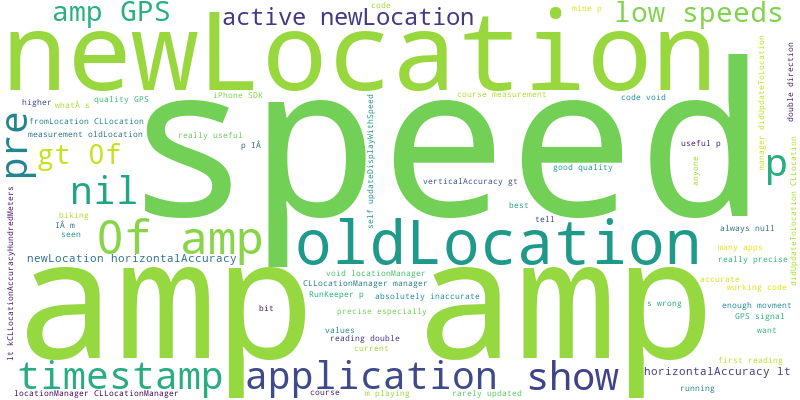 code
amp GPS
active newLocation
mine p
low speeds
newLocation
iPhone SDK
course measurement
higher
whatÂ s
quality GPS
code void
double direction
manager didUpdateToLocation
fromLocation CLLocation
measurement oldLocation
really useful
p IÂ
speed
useful p
pre
gt 0f
self updateDisplayWithSpeed
good quality
anyone
p
nil
verticalAccuracy gt
biking
best
tell
IÂ m
seen
0f amp
oldLocation
always null
many apps
really precise
didUpdateToLocation CLLocation
newLocation horizontalAccuracy
lt kCLLocationAccuracyHundredMeters
void locationManager
CLLocationManager manager
RunKeeper p
absolutely inaccurate
accurate
working code
amp amp
bit
precise especially
s wrong
enough movment
GPS signal
values
reading double
want
current
first reading
timestamp
application show
horizontalAccuracy lt
locationManager CLLocationManager
course
m playing
rarely updated
running